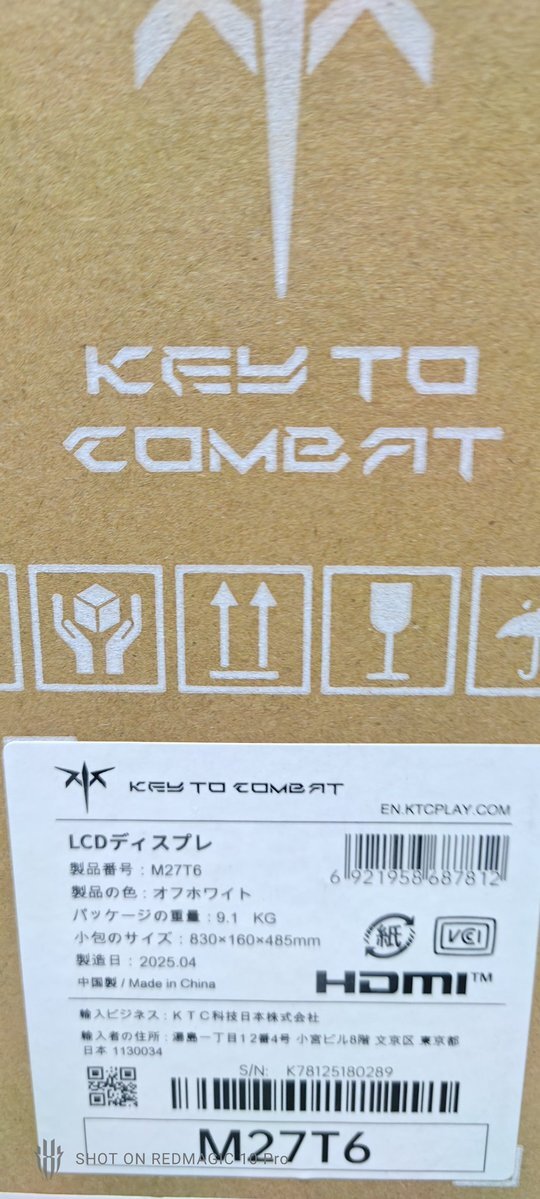 KEY TO
COMBAT
KEY TO COMBAT
EN.KTCPLAY.COM
LCDディスプレ
製品番号：M27T6
製品の色：オフホワイト
パッケージの重量：9.1 KG
小包のサイズ：830×160×485mm
製造日：2025.04
中国製 / Made in China
6 921958 687812
紙
VCCI
HDMI™
輸入ビジネス：KTC科技日本株式会社
輸入者の住所：湯島一丁目12番4号 小宮ビル8階 文京区 東京都
日本 1130034
S/N: K78125180289
M27T6
SHOT ON REDMAGIC 10 Pro